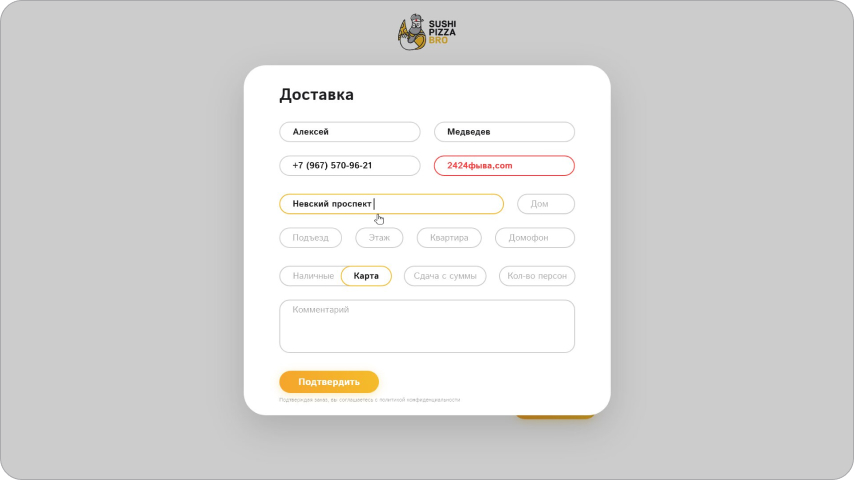 SUSHI
PIZZA
BRO
Доставка
Алексей Медведев
+7 (967) 570-96-21 2424фыва,com
Невский проспект Дом
Подъезд Этаж Квартира Домофон
Наличные Карта Сдача с суммы Кол-во персон
Комментарий
Подтвердить
Подтверждая заказ, вы соглашаетесь с политикой конфиденциальности